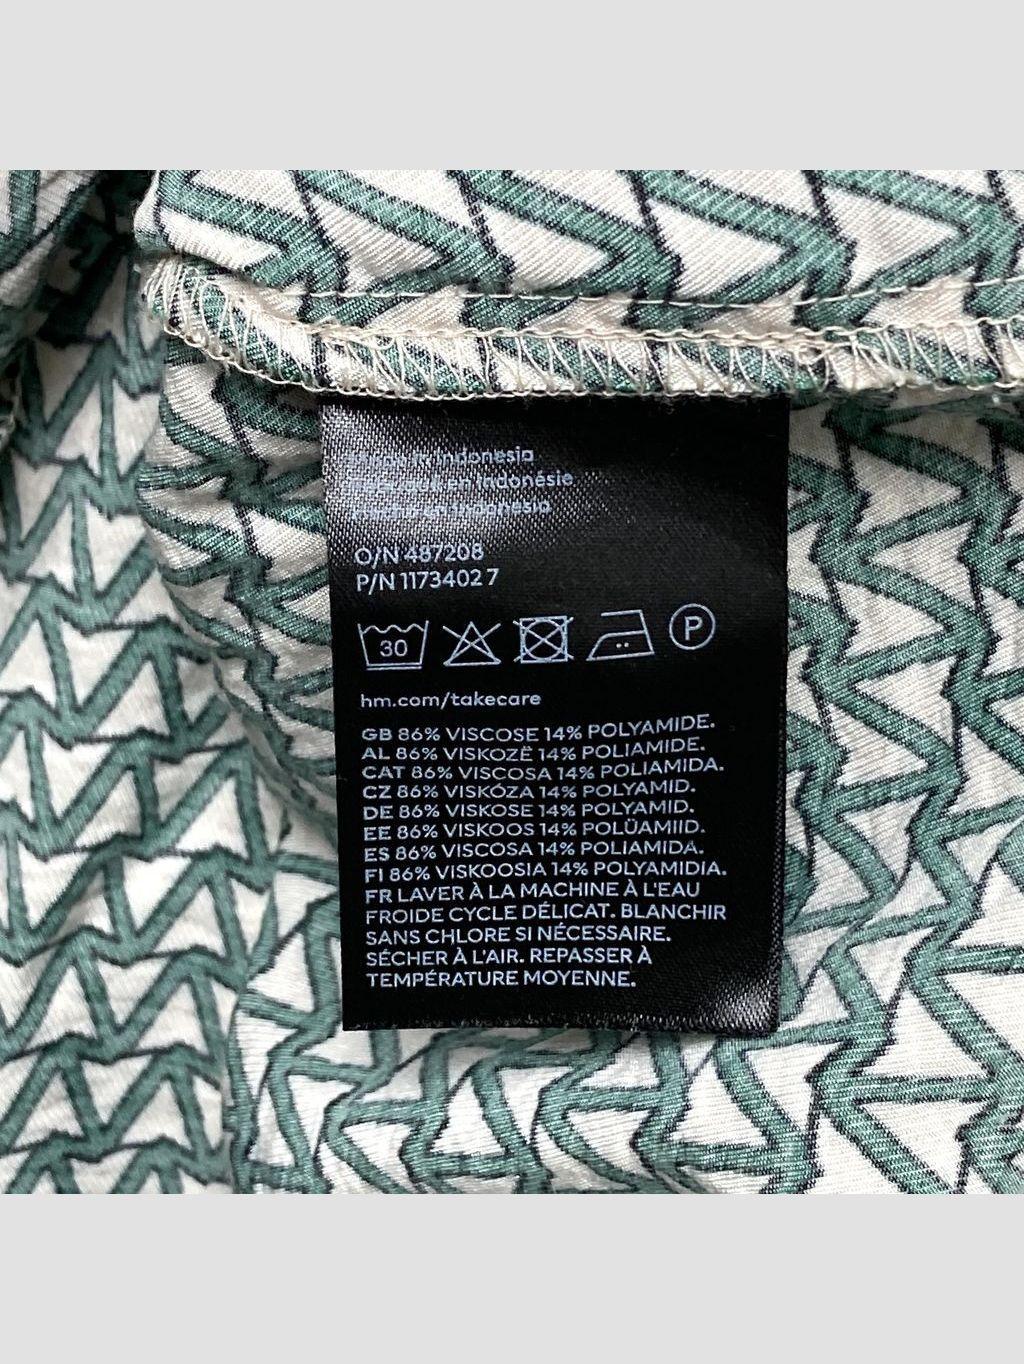 in Indonesia
en Indonésie
en Indonesia
O/N 487208
P/N 1173402 7
30
P
hm.com/takecare
GB 86% VISCOSE 14% POLYAMIDE.
AL 86% VISKOZË 14% POLIAMIDE.
CAT 86% VISCOSA 14% POLIAMIDA.
CZ 86% VISKÓZA 14% POLYAMID.
DE 86% VISKOSE 14% POLYAMID.
EE 86% VISKOOS 14% POLÜAMIID.
ES 86% VISCOSA 14% POLIAMIDA.
FI 86% VISKOOSIA 14% POLYAMIDIA.
FR LAVER À LA MACHINE À L'EAU
FROIDE CYCLE DÉLICAT. BLANCHIR
SANS CHLORE SI NÉCESSAIRE.
SÉCHER À L'AIR. REPASSER À
TEMPÉRATURE MOYENNE.